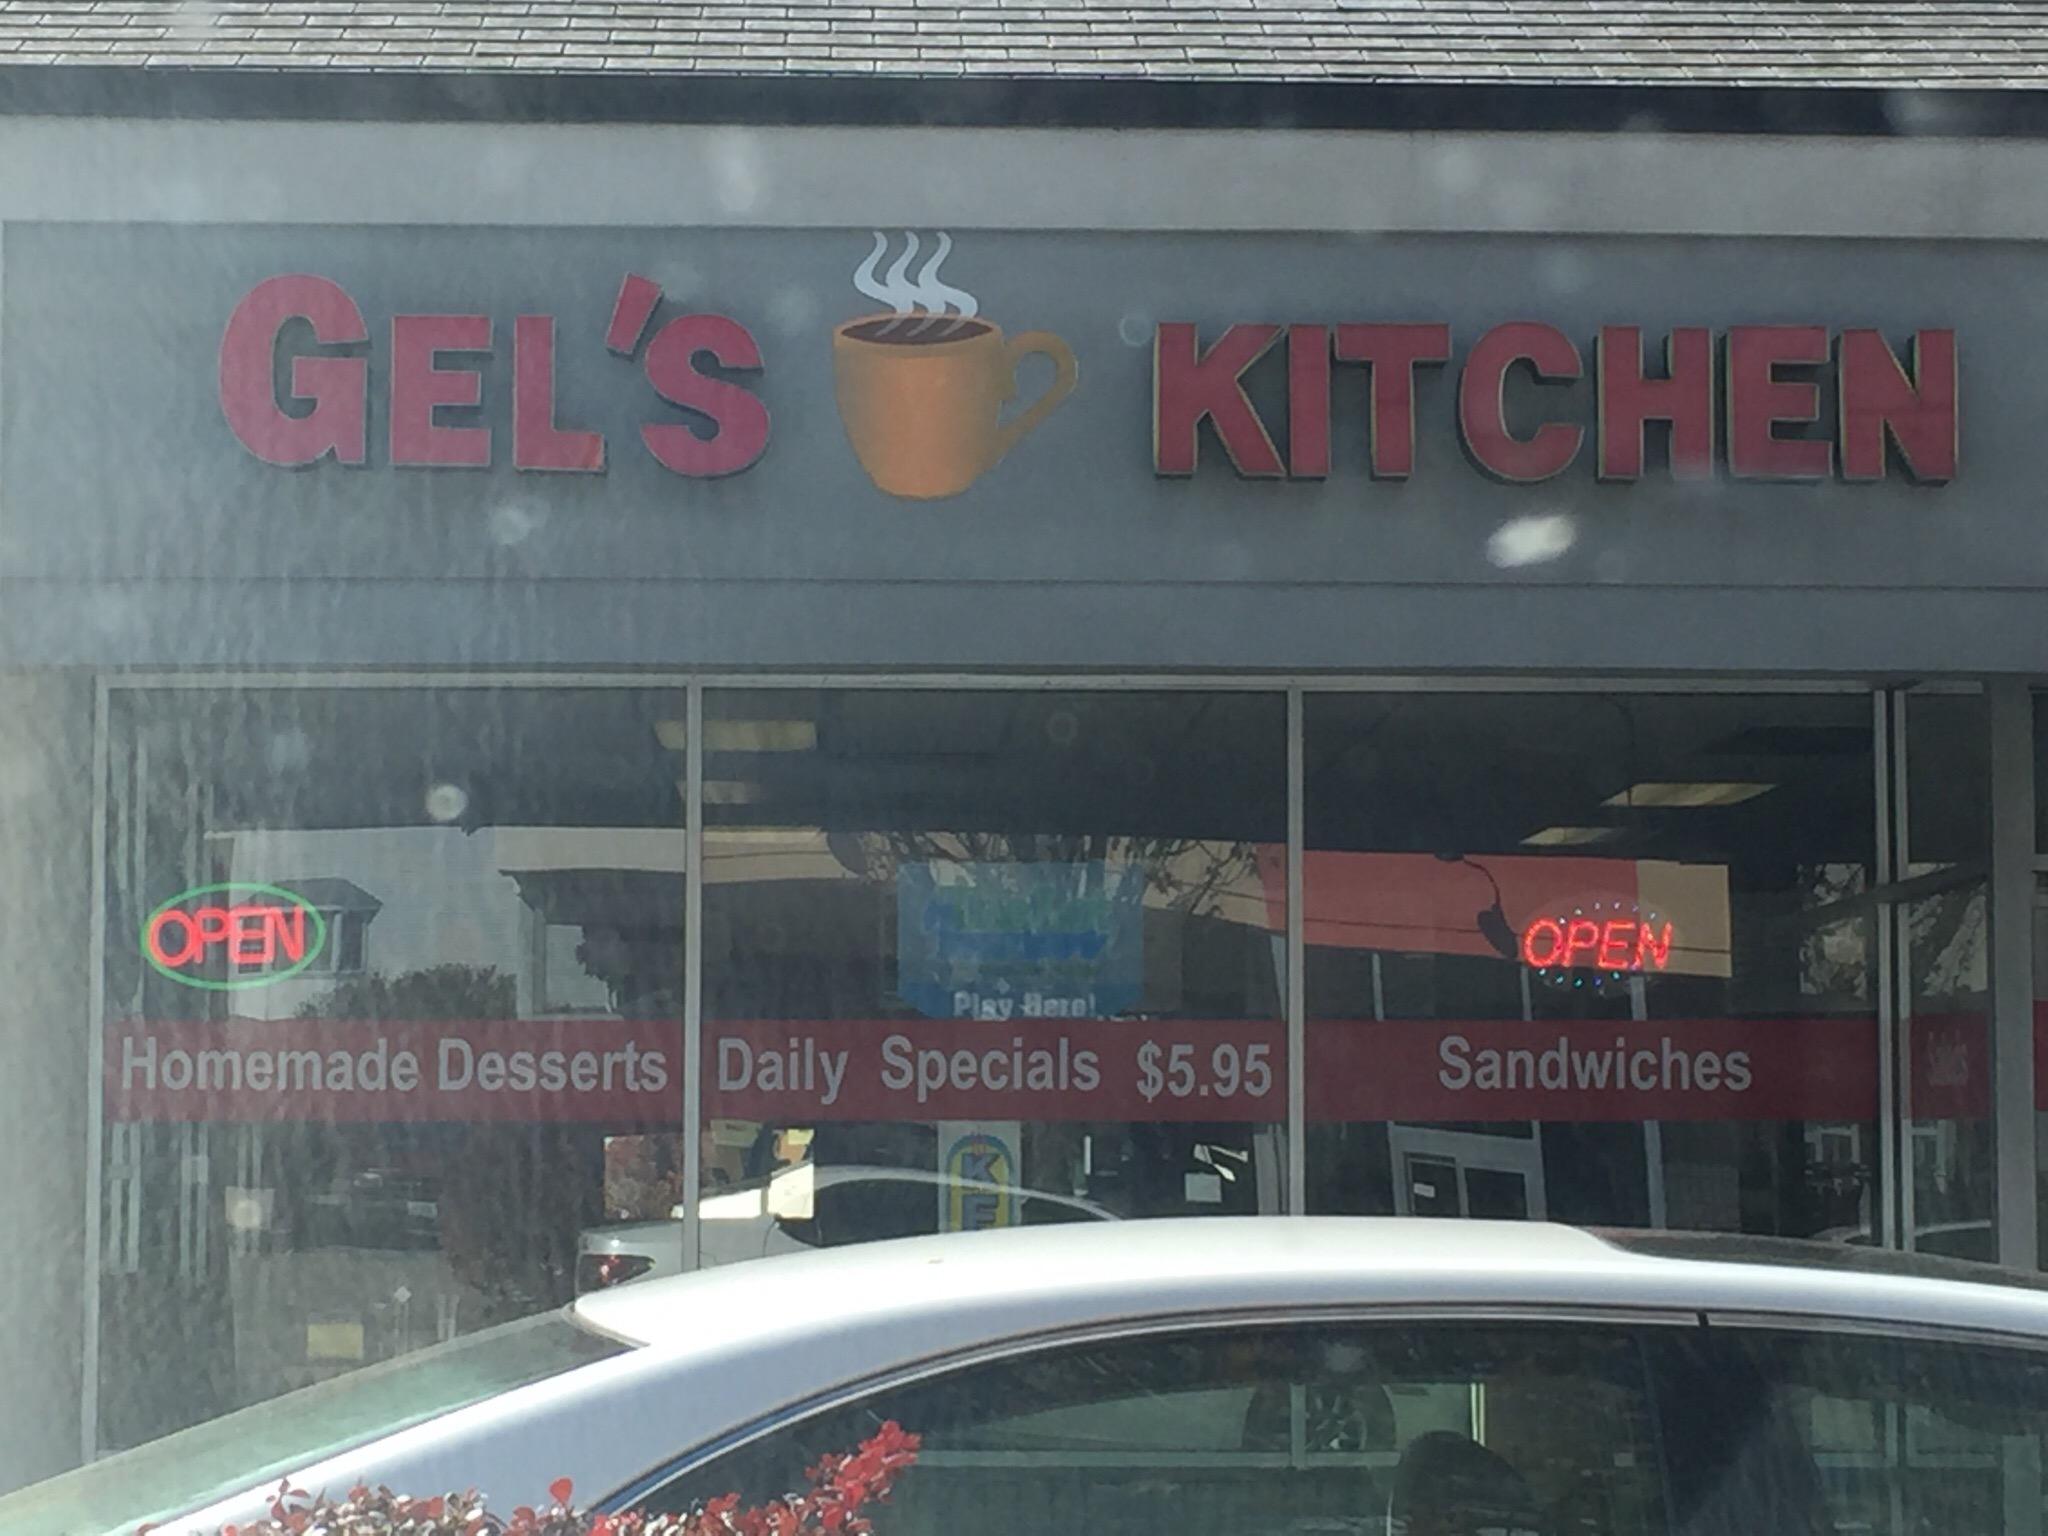 GEL'S KITCHEN
OPEN
OPEN
Play Here!
Homemade Desserts Daily Specials $5.95 Sandwiches
K